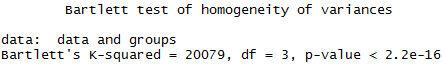 Bartlett test of homogeneity of variances
data:  data and groups
Bartlett's K-squared = 20079, df = 3, p-value < 2.2e-16